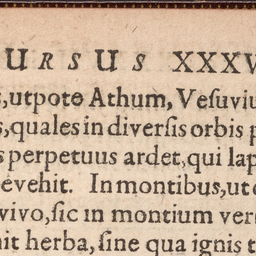 URSUS XXXV
s,utpote Athum, Vesuviu
s,quales in diversis orbis p
s perpetuus ardet,qui lap
evehit. In montibus,ut
vivo,sic in montium ver
nit herba, sine qua ignis t